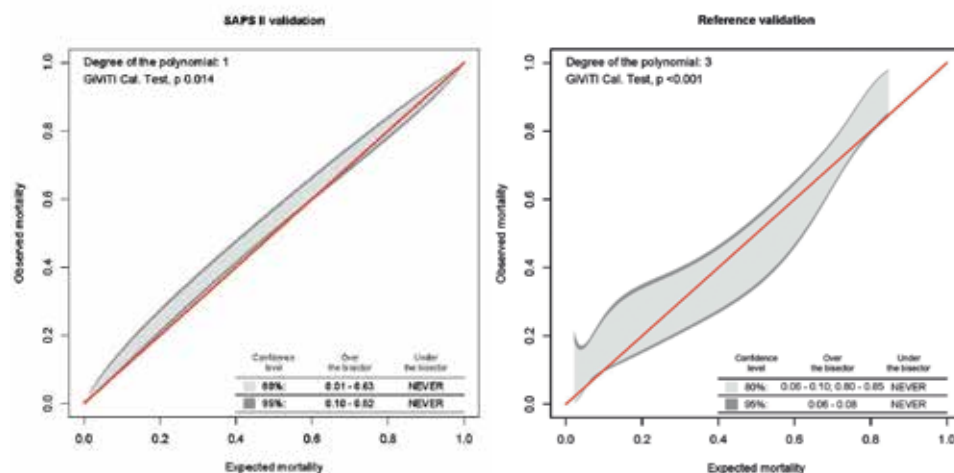 SAPS II validation
Degree of the polynomial: 1
GiViTI Cal. Test, p 0.014
Observed mortality
1.0
0.8
0.6
0.4
0.2
0.0
Confidence level Over the bisector Under the bisector
80%: 0.01 - 0.63 NEVER
95%: 0.10 - 0.52 NEVER
0.0 0.2 0.4 0.6 0.8 1.0
Expected mortality
Reference validation
Degree of the polynomial: 3
GiViTI Cal. Test, p <0.001
Observed mortality
1.0
0.8
0.6
0.4
0.2
0.0
Confidence level Over the bisector Under the bisector
80%: 0.06 - 0.10; 0.80 - 0.85 NEVER
95%: 0.06 - 0.08 NEVER
0.0 0.2 0.4 0.6 0.8 1.0
Expected mortality